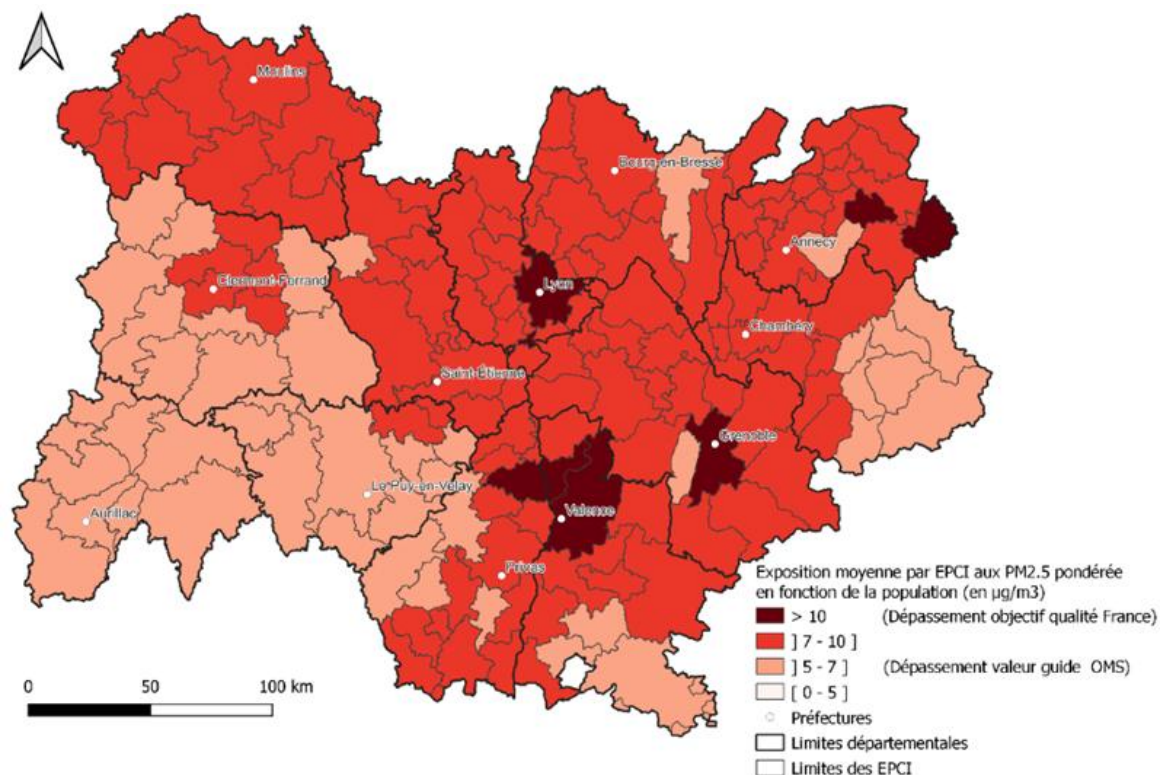 Moulins
Bourg-en-Bresse
Annecy
Clermont-Ferrand
Lyon
Chambéry
Saint-Étienne
Grenoble
Le Puy-en-Velay
Aurillac
Valence
Privas
Exposition moyenne par EPCI aux PM2.5 pondérée
en fonction de la population (en µg/m3)
> 10 (Dépassement objectif qualité France)
] 7 - 10 ]
] 5 - 7 ] (Dépassement valeur guide OMS)
[ 0 - 5 ]
Préfectures
Limites départementales
Limites des EPCI
0 50 100 km